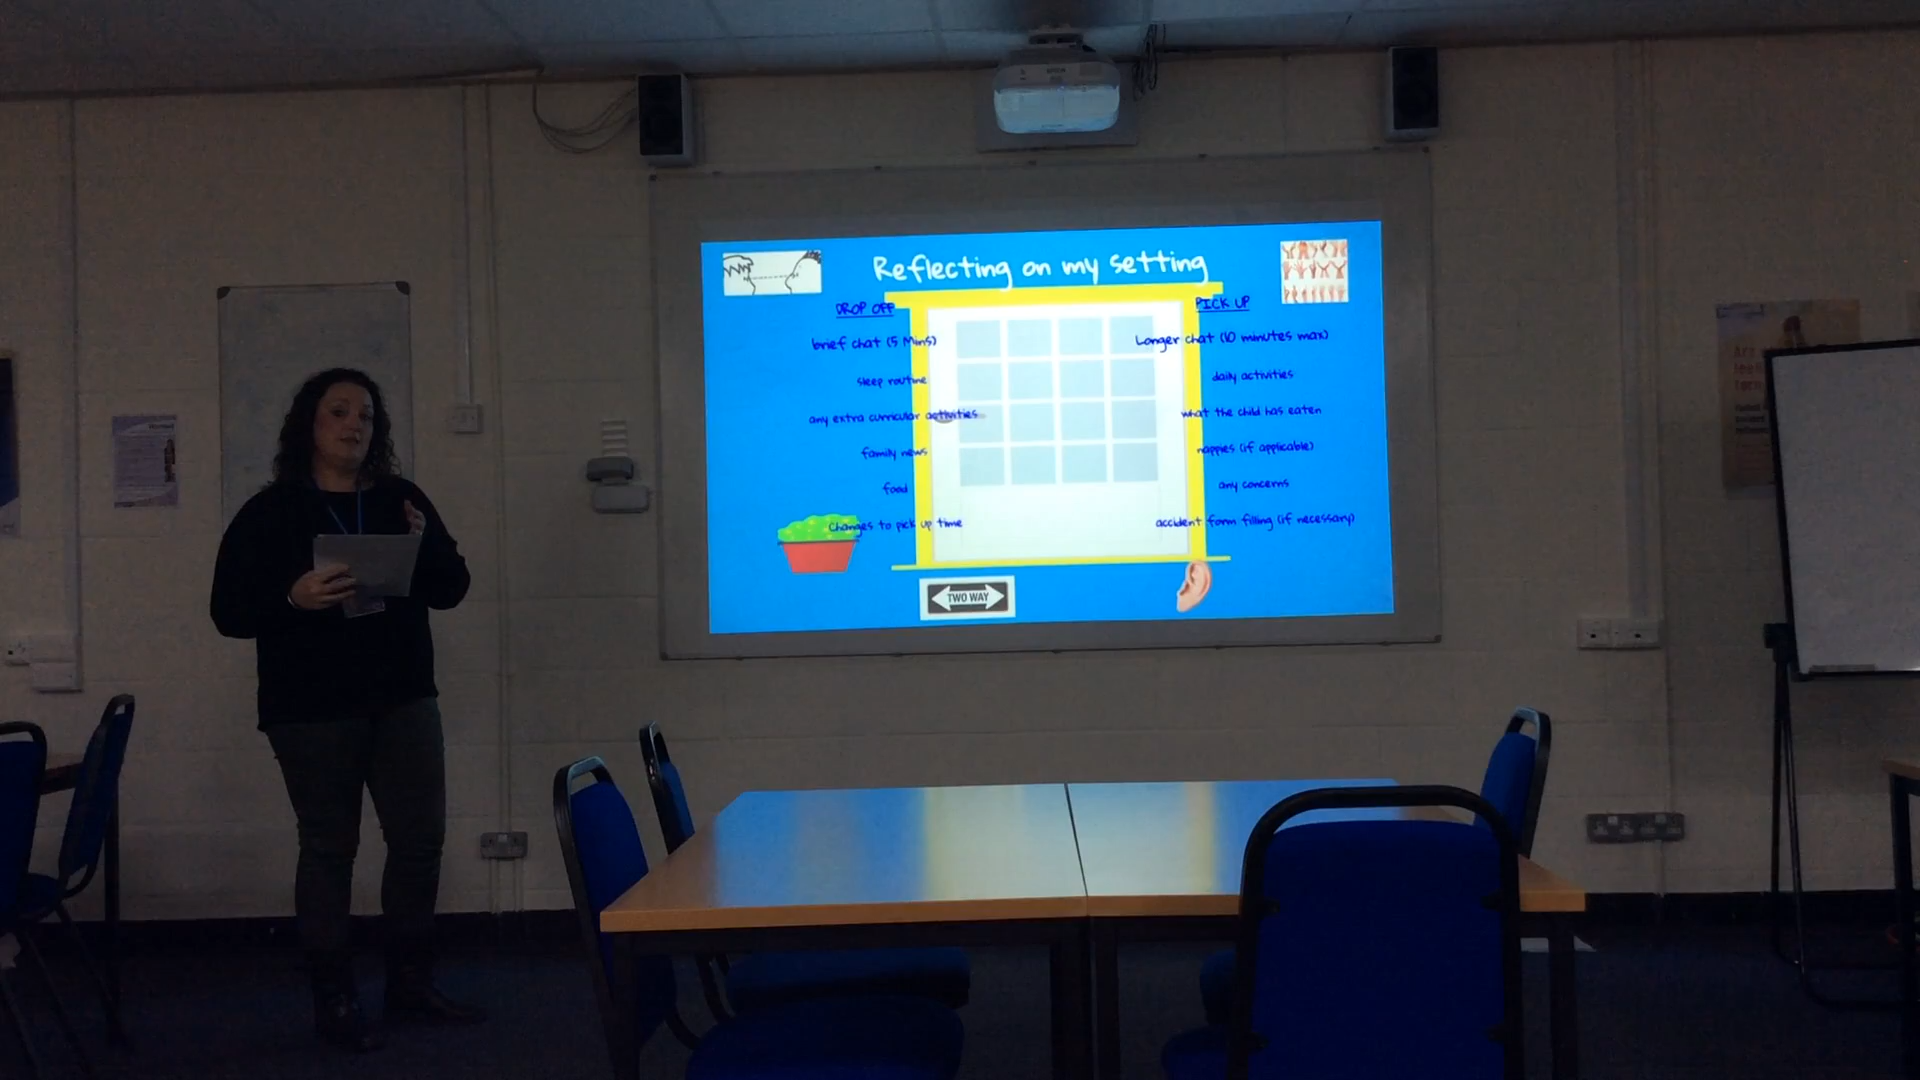 Reflecting on my setting
DROP OFF
brief chat (5 Mins)
sleep routine
any extra curricular activities
family news
food
Changes to pick up time
PICK UP
Longer chat (10 minutes max)
daily activities
what the child has eaten
nappies (if applicable)
any concerns
accident form filling (if necessary)
TWO WAY
EPSON